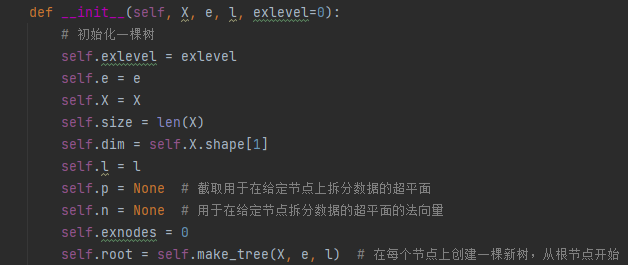 def __init__(self, X, e, l, exlevel=0):
# 初始化一棵树
self.exlevel = exlevel
self.e = e
self.X = X
self.size = len(X)
self.dim = self.X.shape[1]
self.l = l
self.p = None  # 截取用于在给定节点上拆分数据的超平面
self.n = None  # 用于在给定节点拆分数据的超平面的法向量
self.exnodes = 0
self.root = self.make_tree(X, e, l)  # 在每个节点上创建一棵新树，从根节点开始